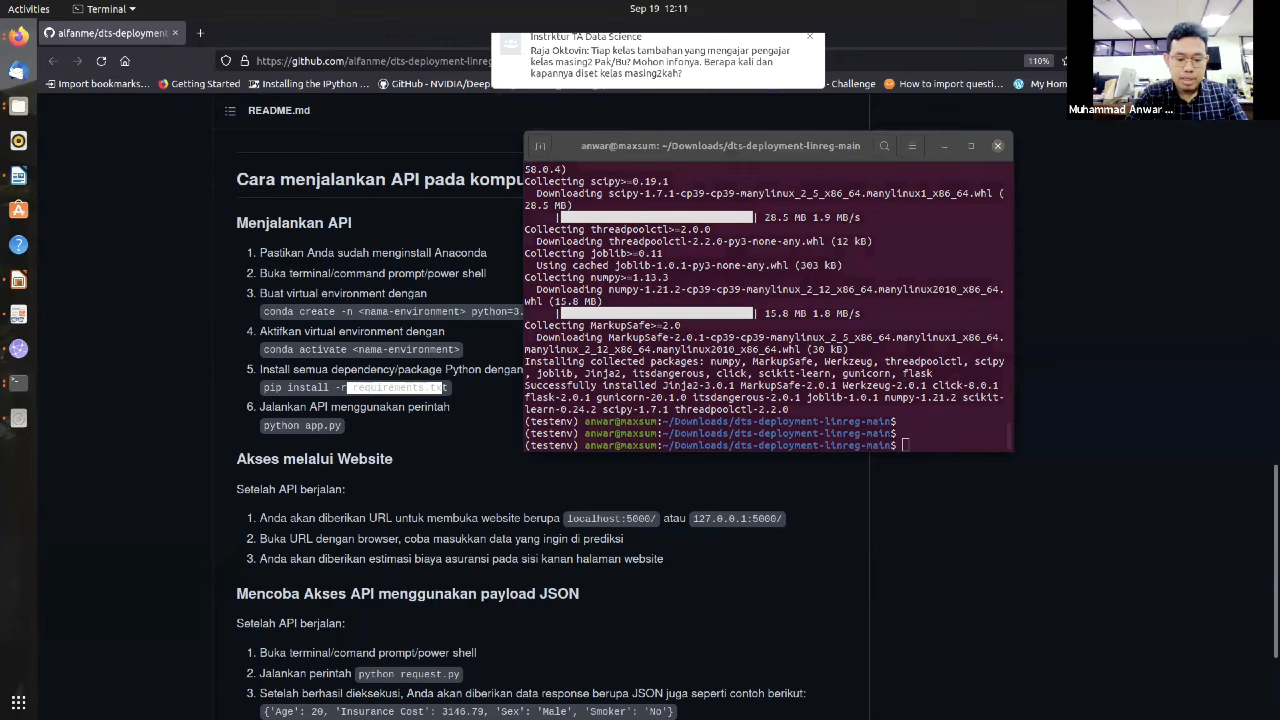 Activities
Terminal
Sep 19 12:11
alfanme/dts-deployment
https://github.com/alfanme/dts-deployment-linreg
110%
Instrktur TA Data Science
Raja Oktovin: Tiap kelas tambahan yang mengajar pengajar
kelas masing2 Pak/Bu? Mohon infonya. Berapa kali dan
kapannya diset kelas masing2kah?
Import bookmarks...
Getting Started
Installing the IPython...
GitHub - NVIDIA/Deep
Successful
How to import questi...
My Hom
Muhammad Anwar ...
README.md
Cara menjalankan API pada kompu
Menjalankan API
1. Pastikan Anda sudah menginstall Anaconda
2. Buka terminal/command prompt/power shell
3. Buat virtual environment dengan
conda create -n <nama-environment> python=3.
4. Aktifkan virtual environment dengan
conda activate <nama-environment>
5. Install semua dependency/package Python dengan
pip install -r requirements.txt
6. Jalankan API menggunakan perintah
python app.py
Akses melalui Website
Setelah API berjalan:
1. Anda akan diberikan URL untuk membuka website berupa localhost:5000/ atau 127.0.0.1:5000/
2. Buka URL dengan browser, coba masukkan data yang ingin di prediksi
3. Anda akan diberikan estimasi biaya asuransi pada sisi kanan halaman website
Mencoba Akses API menggunakan payload JSON
Setelah API berjalan:
1. Buka terminal/comand prompt/power shell
2. Jalankan perintah python request.py
3. Setelah berhasil dieksekusi, Anda akan diberikan data response berupa JSON juga seperti contoh berikut:
{'Age': 20, 'Insurance Cost': 3146.79, 'Sex': 'Male', 'Smoker': 'No'}
anwar@maxsum: ~/Downloads/dts-deployment-linreg-main
58.0.4)
Collecting scipy>=0.19.1
Downloading scipy-1.7.1-cp39-cp39-manylinux_2_5_x86_64.manylinux1_x86_64.whl (
28.5 MB)
| | 28.5 MB 1.9 MB/s
Collecting threadpoolctl>=2.0.0
Downloading threadpoolctl-2.2.0-py3-none-any.whl (12 kB)
Collecting joblib>=0.11
Using cached joblib-1.0.1-py3-none-any.whl (303 kB)
Collecting numpy>=1.13.3
Downloading numpy-1.21.2-cp39-cp39-manylinux_2_12_x86_64.manylinux2010_x86_64.
whl (15.8 MB)
| | 15.8 MB 1.8 MB/s
Collecting MarkupSafe>=2.0
Downloading MarkupSafe-2.0.1-cp39-cp39-manylinux_2_5_x86_64.manylinux1_x86_64.
manylinux_2_12_x86_64.manylinux2010_x86_64.whl (30 kB)
Installing collected packages: numpy, MarkupSafe, Werkzeug, threadpoolctl, scipy
, joblib, Jinja2, itsdangerous, click, scikit-learn, gunicorn, flask
Successfully installed Jinja2-3.0.1 MarkupSafe-2.0.1 Werkzeug-2.0.1 click-8.0.1
flask-2.0.1 gunicorn-20.1.0 itsdangerous-2.0.1 joblib-1.0.1 numpy-1.21.2 scikit-
learn-0.24.2 scipy-1.7.1 threadpoolctl-2.2.0
(testenv) anwar@maxsum:~/Downloads/dts-deployment-linreg-main$
(testenv) anwar@maxsum:~/Downloads/dts-deployment-linreg-main$
(testenv) anwar@maxsum:~/Downloads/dts-deployment-linreg-main$